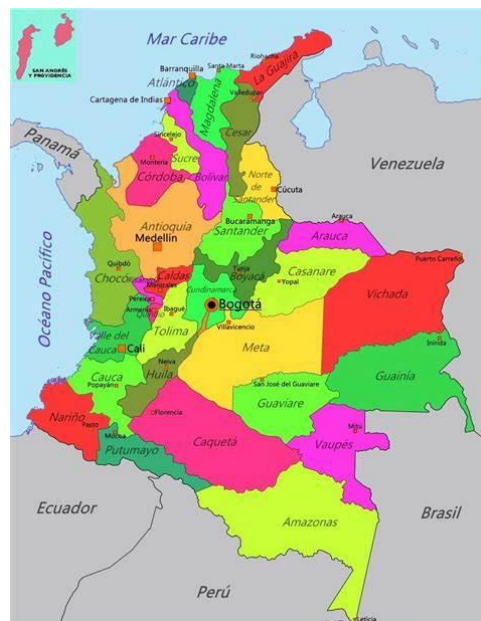 SAN ANDRÉS
Y PROVIDENCIA
Mar Caribe
Riohacha
Santa Marta
La Guajira
Barranquilla
Atlántico
Cartagena de Indias
Magdalena
Valledupar
Cesar
Panamá
Sincelejo
Sucre
Bolívar
Montería
Córdoba
Venezuela
Norte
de
Santander
Cúcuta
Bucaramanga
Santander
Antioquia
Medellín
Arauca
Arauca
Océano Pacífico
Quibdó
Chocó
Caldas
Manizales
Tunja
Boyacá
Casanare
Yopal
Puerto Carreño
Vichada
Cundinamarca
Pereira
Armenia
Quindío
Ibagué
Bogotá
Tolima
Villavicencio
Valle del
Cauca
Cali
Meta
Inírida
Guainía
Neiva
Huila
Cauca
Popayán
San José del Guaviare
Guaviare
Nariño
Pasto
Florencia
Mocoa
Putumayo
Caquetá
Mitú
Vaupés
Ecuador
Amazonas
Brasil
Perú
Leticia